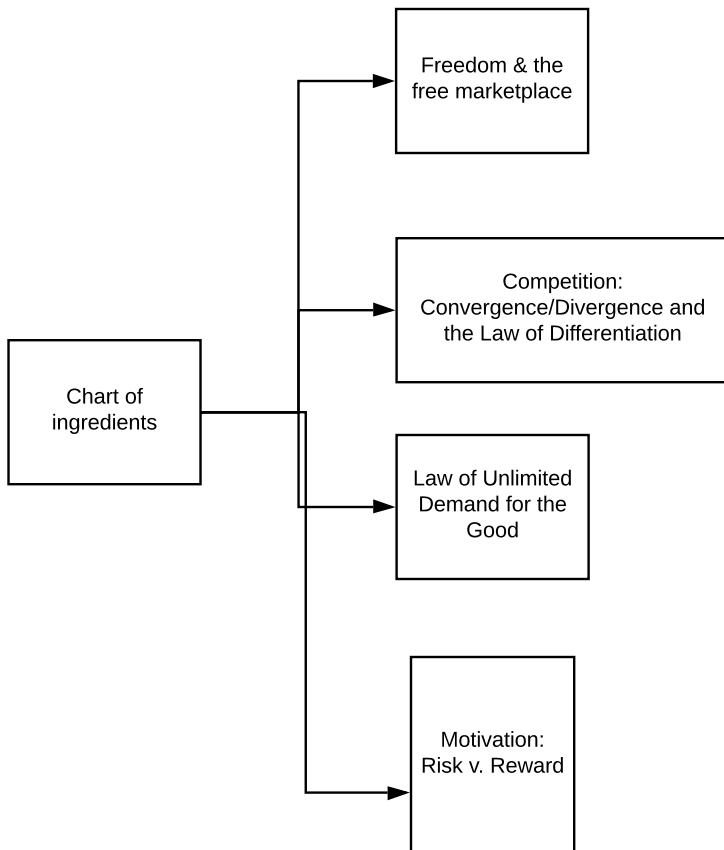 Freedom & the
free marketplace
Competition:
Convergence/Divergence and
the Law of Differentiation
Chart of
ingredients
Law of Unlimited
Demand for the
Good
Motivation:
Risk v. Reward